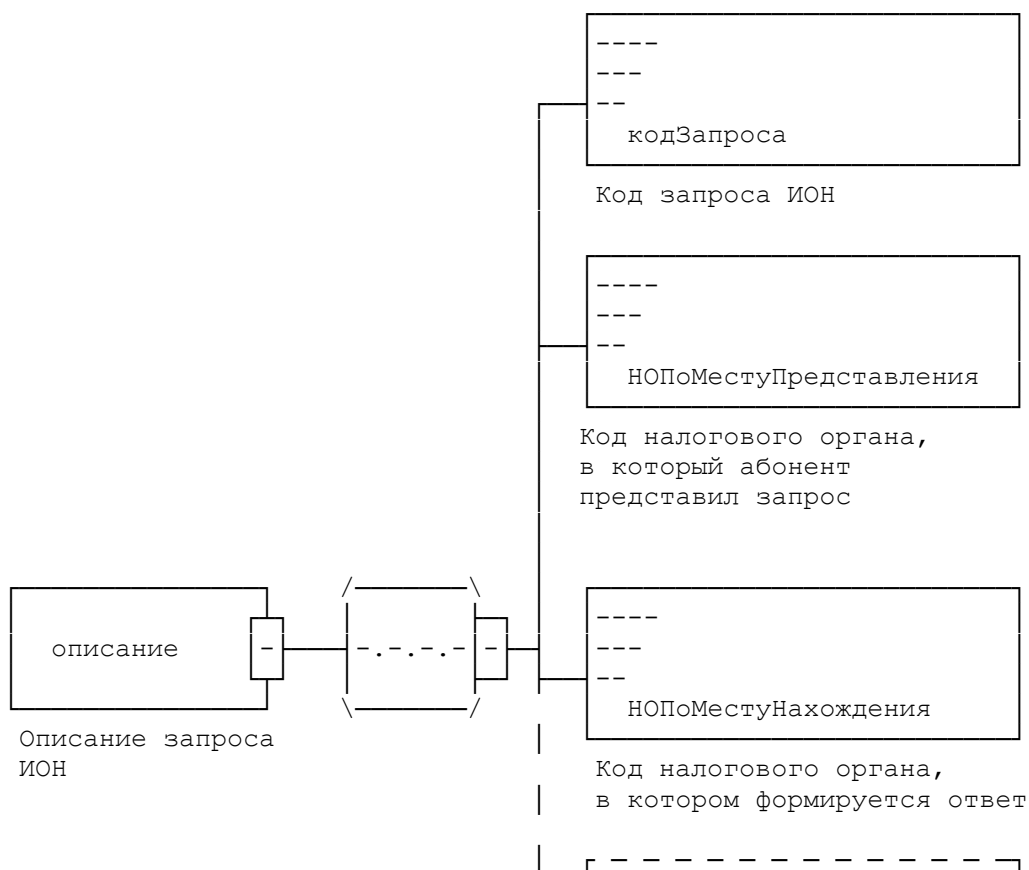 кодЗапроса
Код запроса ИОН
НОПоМестуПредставления
Код налогового органа,
в который абонент
представил запрос
описание
Описание запроса
ИОН
НОПоМестуНахождения
Код налогового органа,
в котором формируется ответ